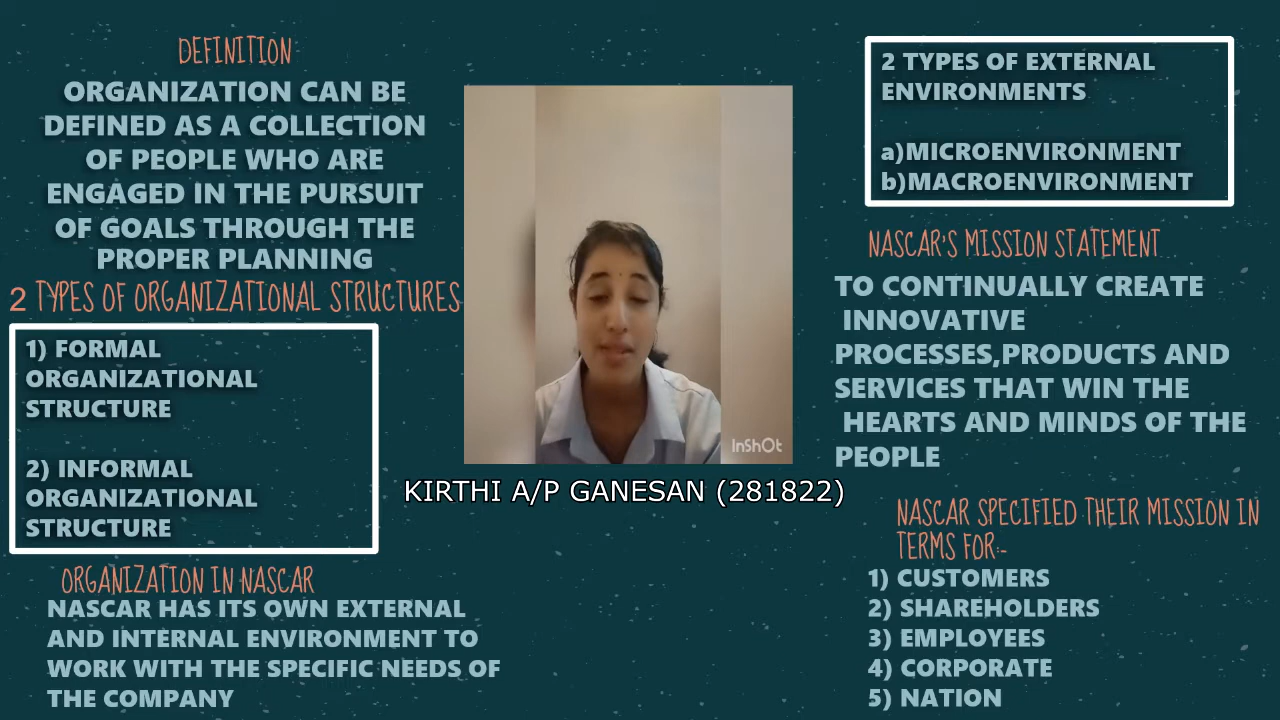 DEFINITION
ORGANIZATION CAN BE
DEFINED AS A COLLECTION
OF PEOPLE WHO ARE
ENGAGED IN THE PURSUIT
OF GOALS THROUGH THE
PROPER PLANNING
2 TYPES OF ORGANIZATIONAL STRUCTURES
1) FORMAL
ORGANIZATIONAL
STRUCTURE
2) INFORMAL
ORGANIZATIONAL
STRUCTURE
ORGANIZATION IN NASCAR
NASCAR HAS ITS OWN EXTERNAL
AND INTERNAL ENVIRONMENT TO
WORK WITH THE SPECIFIC NEEDS OF
THE COMPANY
InShOt
KIRTHI A/P GANESAN (281822)
2 TYPES OF EXTERNAL
ENVIRONMENTS
a)MICROENVIRONMENT
b)MACROENVIRONMENT
NASCAR'S MISSION STATEMENT
TO CONTINUALLY CREATE
INNOVATIVE
PROCESSES,PRODUCTS AND
SERVICES THAT WIN THE
HEARTS AND MINDS OF THE
PEOPLE
NASCAR SPECIFIED THEIR MISSION IN
TERMS FOR:-
1) CUSTOMERS
2) SHAREHOLDERS
3) EMPLOYEES
4) CORPORATE
5) NATION